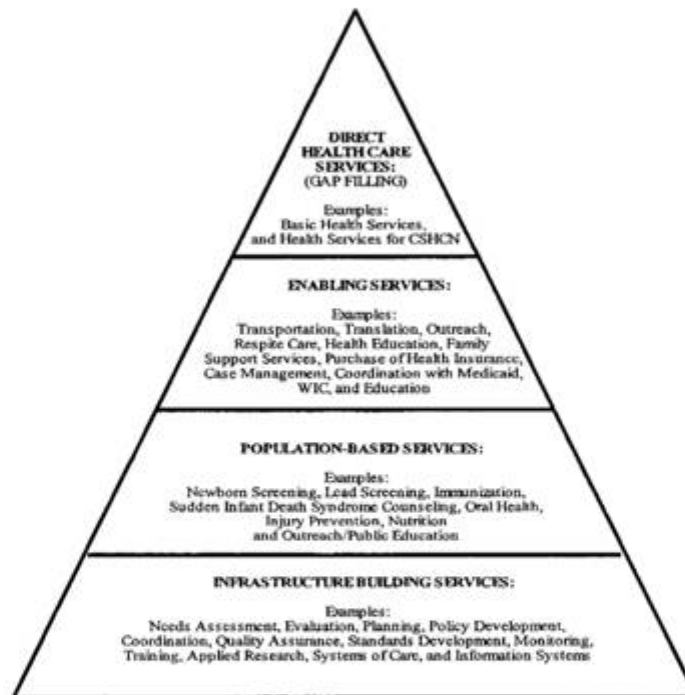 DIRECT
HEALTH CARE
SERVICES:
(GAP FILLING)
Examples:
Basic Health Services,
and Health Services for CSHCN
ENABLING SERVICES:
Examples:
Transportation, Translation, Outreach,
Respite Care, Health Education, Family
Support Services, Purchase of Health Insurance,
Case Management, Coordination with Medicaid,
WIC, and Education
POPULATION-BASED SERVICES:
Examples:
Newborn Screening, Lead Screening, Immunization,
Sudden Infant Death Syndrome Counseling, Oral Health,
Injury Prevention, Nutrition
and Outreach/Public Education
INFRASTRUCTURE BUILDING SERVICES:
Examples:
Needs Assessment, Evaluation, Planning, Policy Development,
Coordination, Quality Assurance, Standards Development, Monitoring,
Training, Applied Research, Systems of Care, and Information Systems